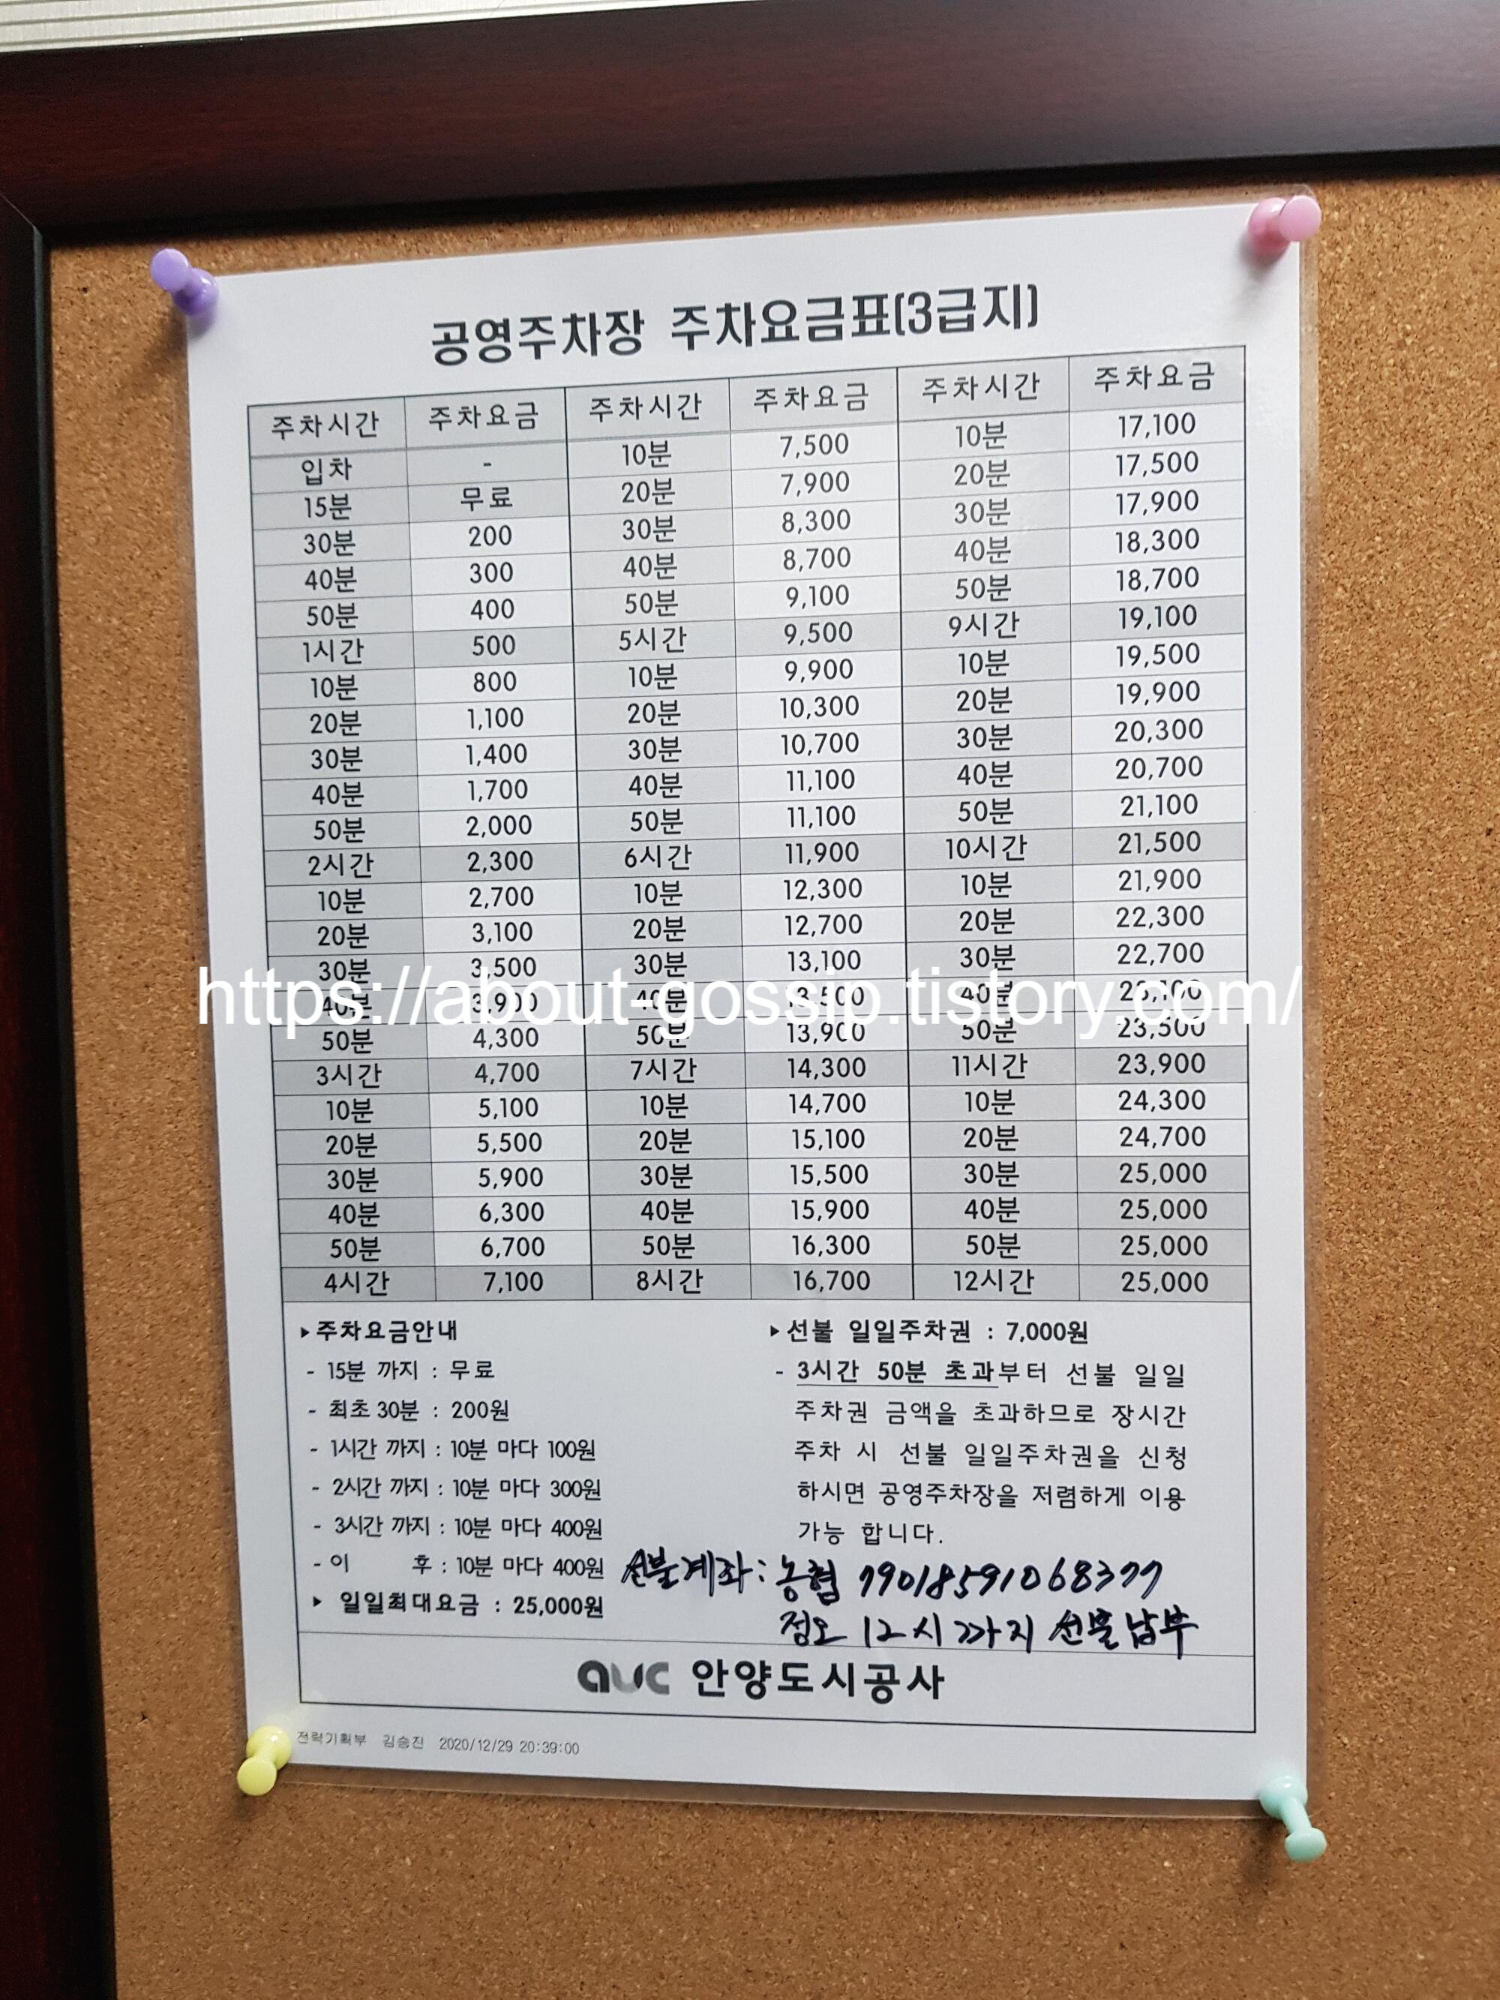 공영주차장 주차요금표(3급지)
주차시간 주차요금 주차시간 주차요금 주차시간 주차요금
입차 - 10분 7,500 10분 17,100
15분 무료 20분 7,900 20분 17,500
30분 200 30분 8,300 30분 17,900
40분 300 40분 8,700 40분 18,300
50분 400 50분 9,100 50분 18,700
1시간 500 5시간 9,500 9시간 19,100
10분 800 10분 9,900 10분 19,500
20분 1,100 20분 10,300 20분 19,900
30분 1,400 30분 10,700 30분 20,300
40분 1,700 40분 11,100 40분 20,700
50분 2,000 50분 11,100 50분 21,100
2시간 2,300 6시간 11,900 10시간 21,500
10분 2,700 10분 12,300 10분 21,900
20분 3,100 20분 12,700 20분 22,300
30분 3,500 30분 13,100 30분 22,700
https://about-gossip.tistory.com/
40분 3,900 40분 13,500 40분 23,100
50분 4,300 50분 13,900 50분 23,500
3시간 4,700 7시간 14,300 11시간 23,900
10분 5,100 10분 14,700 10분 24,300
20분 5,500 20분 15,100 20분 24,700
30분 5,900 30분 15,500 30분 25,000
40분 6,300 40분 15,900 40분 25,000
50분 6,700 50분 16,300 50분 25,000
4시간 7,100 8시간 16,700 12시간 25,000
▶주차요금안내
- 15분 까지 : 무료
- 최초 30분 : 200원
- 1시간 까지 : 10분 마다 100원
- 2시간 까지 : 10분 마다 300원
- 3시간 까지 : 10분 마다 400원
- 이 후 : 10분 마다 400원
▶ 일일최대요금 : 25,000원
▶선불 일일주차권 : 7,000원
- 3시간 50분 초과부터 선불 일일
주차권 금액을 초과하므로 장시간
주차 시 선불 일일주차권을 신청
하시면 공영주차장을 저렴하게 이용
가능 합니다.
선불계좌 : 농협 79018591068377
정오 12시까지 선불납부
auc 안양도시공사
전략기획부 김승진 2020/12/29 20:39:00